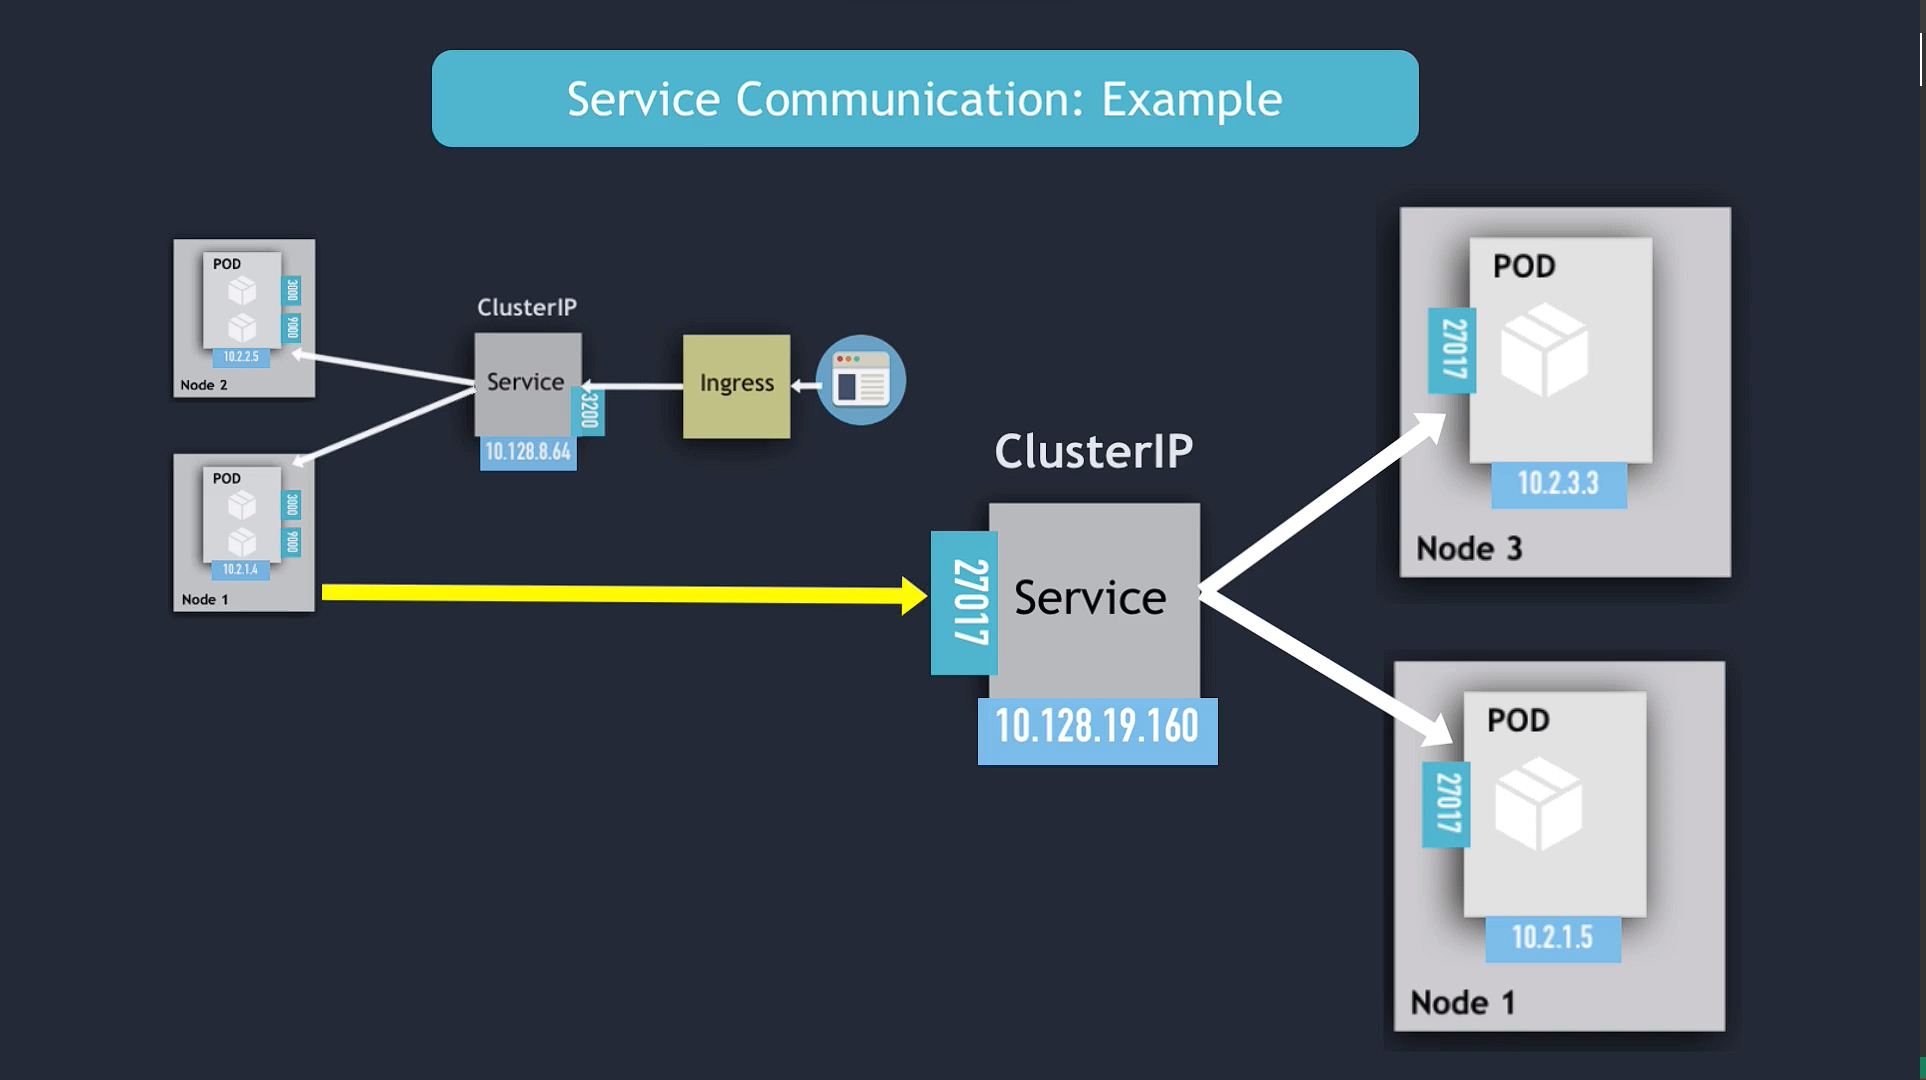 Service Communication: Example
POD
3000
9000
10.2.2.5
Node 2
ClusterIP
Service
3200
10.128.8.64
Ingress
POD
3000
9000
10.2.1.4
Node 1
ClusterIP
27017
Service
10.128.19.160
POD
27017
10.2.3.3
Node 3
POD
27017
10.2.1.5
Node 1